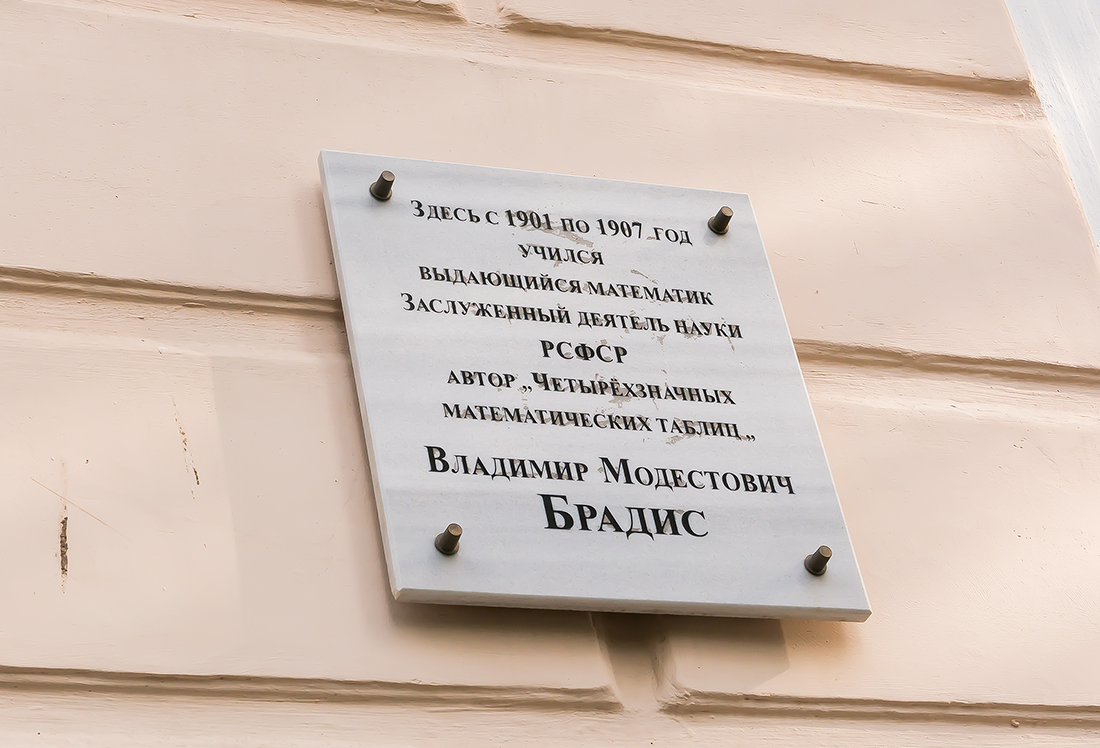 Здесь с 1901 по 1907 год
учился
выдающийся математик
Заслуженный деятель науки
РСФСР
автор „Четырёхзначных
математических таблиц„
Владимир Модестович
Брадис